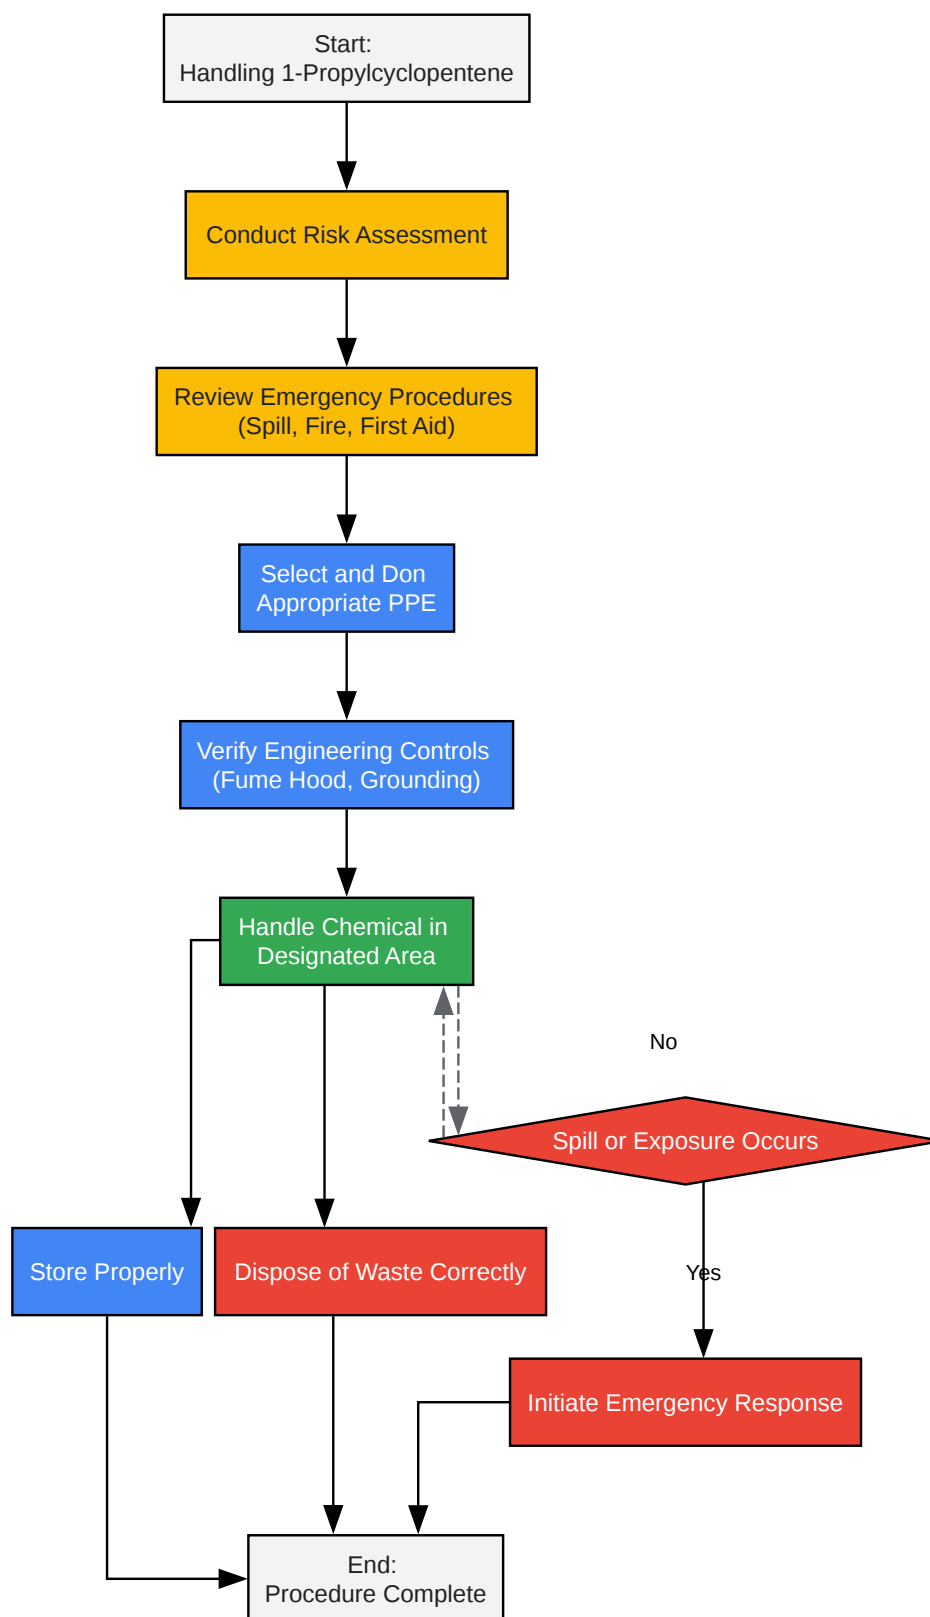 Start:
Handling 1-Propylcyclopentene
Conduct Risk Assessment
Review Emergency Procedures
(Spill, Fire, First Aid)
Select and Don
Appropriate PPE
Verify Engineering Controls
(Fume Hood, Grounding)
Handle Chemical in
Designated Area
No
Spill or Exposure Occurs
Store Properly
Dispose of Waste Correctly
Yes
Initiate Emergency Response
End:
Procedure Complete